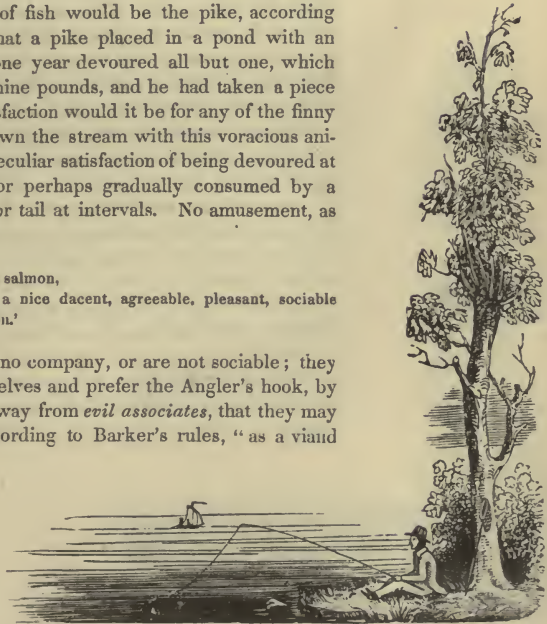 of fish would be the pike, according
hat a pike placed in a pond with an
one year devoured all but one, which
nine pounds, and he had taken a piece
sfaction would it be for any of the finny
wn the stream with this voracious ani-
eculiar satisfaction of being devoured at
or perhaps gradually consumed by a
or tail at intervals. No amusement, as
salmon,
a nice dacent, agreeable, pleasant, sociable
n.'
no company, or are not sociable; they
elves and prefer the Angler's hook, by
way from evil associates, that they may
cording to Barker's rules, "as a viand